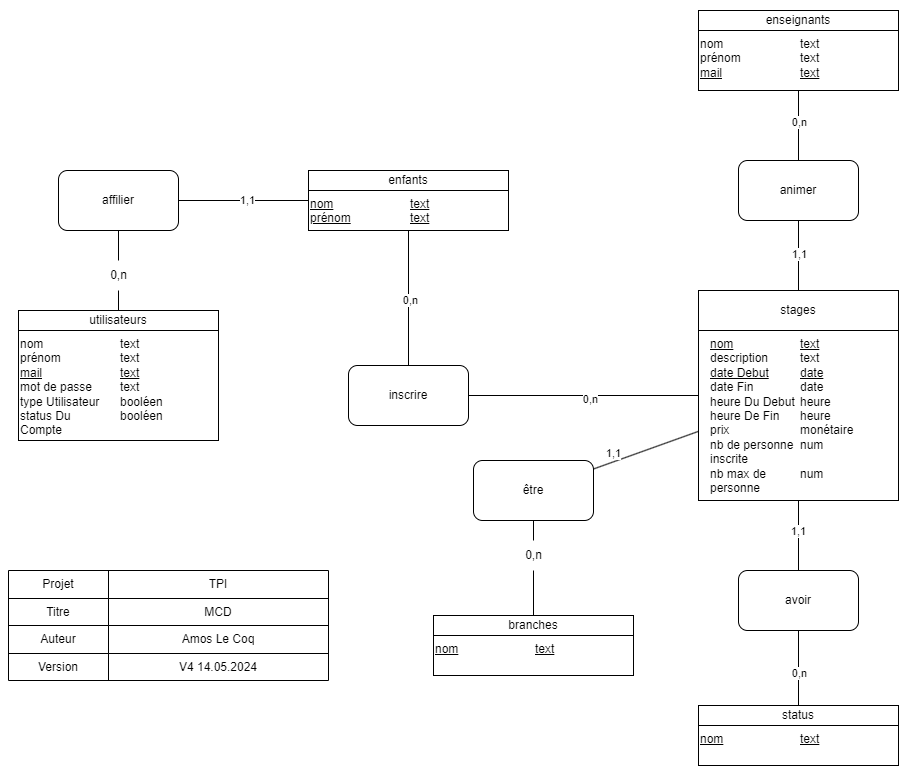 enseignants
nom text
prénom text
mail text
0,n
animer
1,1
affilier
1,1
enfants
nom text
prénom text
0,n
0,n
utilisateurs
nom text
prénom text
mail text
mot de passe text
type Utilisateur booléen
status Du booléen
Compte
inscrire
0,n
stages
nom text
description text
date Debut date
date Fin date
heure Du Debut heure
heure De Fin heure
prix monétaire
nb de personne num
inscrite
nb max de num
personne
1,1
être
0,n
branches
nom text
1,1
avoir
0,n
status
nom text
Projet TPI
Titre MCD
Auteur Amos Le Coq
Version V4 14.05.2024